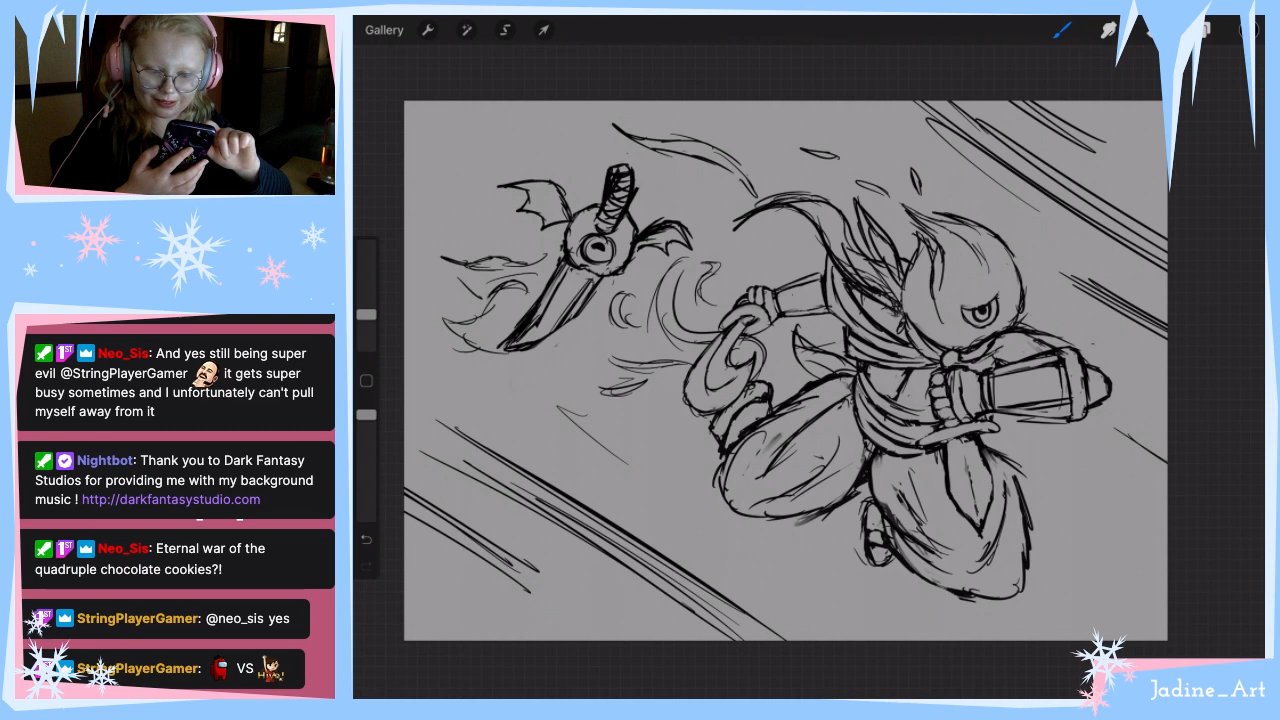 Gallery
Neo_Sis: And yes still being super
evil @StringPlayerGamer it gets super
busy sometimes and I unfortunately can't pull
myself away from it
Nightbot: Thank you to Dark Fantasy
Studios for providing me with my background
music ! http://darkfantasystudio.com
1ST Neo_Sis: Eternal war of the
quadruple chocolate cookies?!
StringPlayerGamer: @neo_sis yes
StringPlayerGamer: VS
Jadine_Art